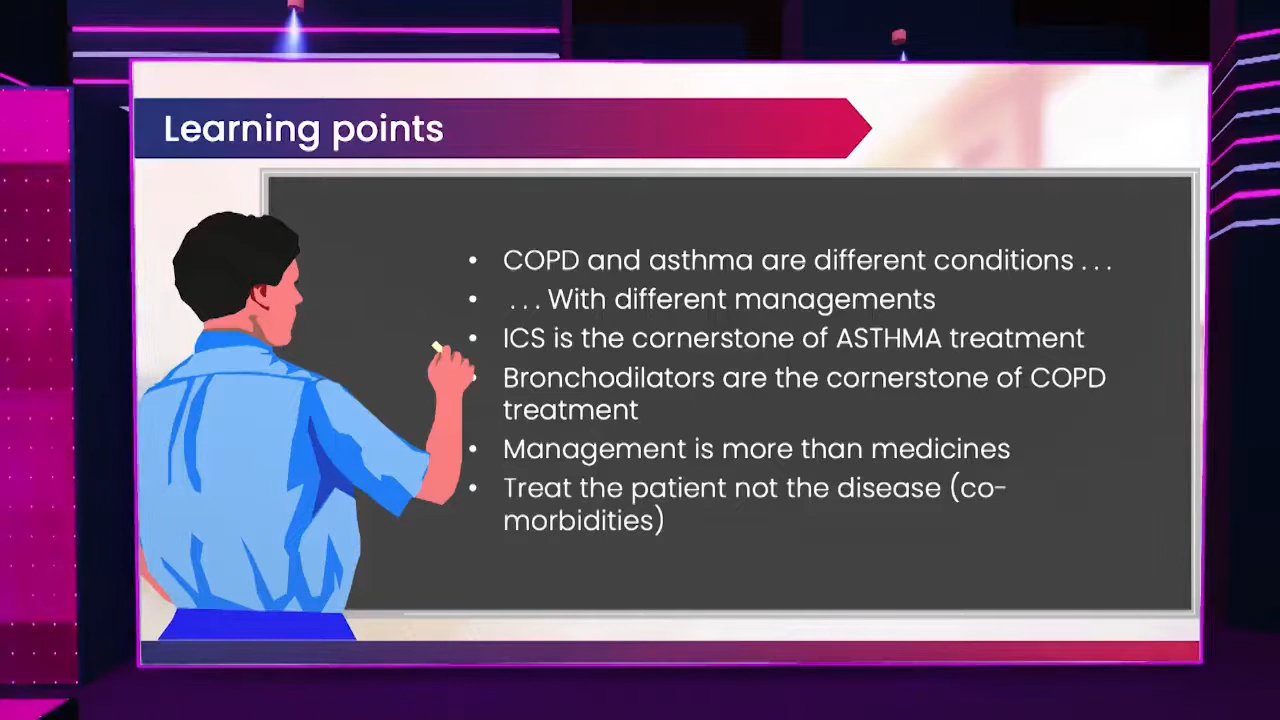 Learning points
• COPD and asthma are different conditions . . .
• . . . With different managements
• ICS is the cornerstone of ASTHMA treatment
• Bronchodilators are the cornerstone of COPD
treatment
• Management is more than medicines
• Treat the patient not the disease (co-
morbidities)